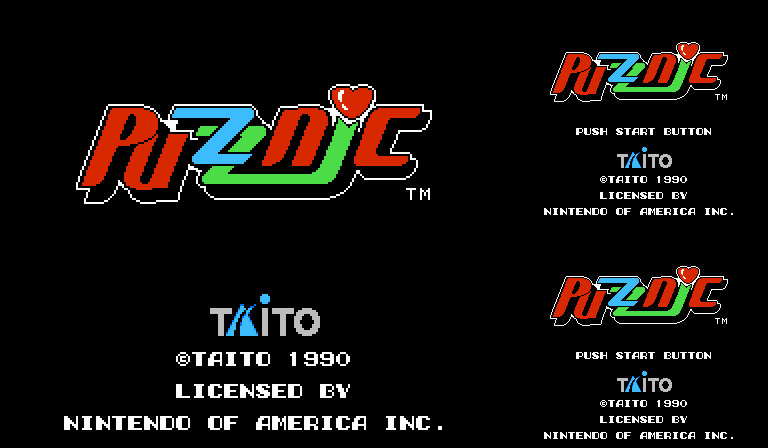 PUZZNIC
TM
TAITO
©TAITO 1990
LICENSED BY
NINTENDO OF AMERICA INC.
PUZZNIC
TM
PUSH START BUTTON
TAITO
©TAITO 1990
LICENSED BY
NINTENDO OF AMERICA INC.
PUZZNIC
TM
PUSH START BUTTON
TAITO
©TAITO 1990
LICENSED BY
NINTENDO OF AMERICA INC.